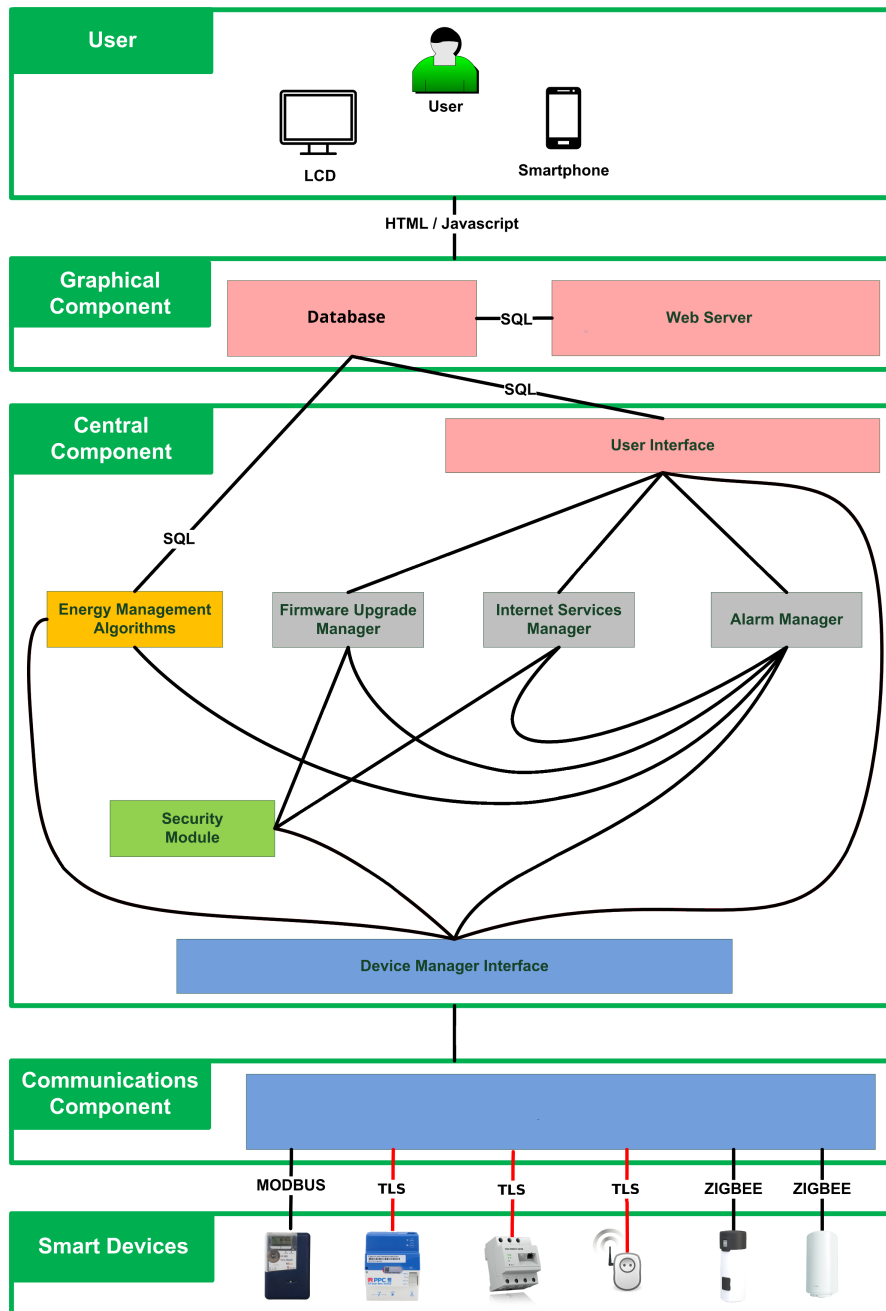 User
User
LCD
Smartphone
HTML / Javascript
Graphical
Component
Database
SQL
Web Server
SQL
Central
Component
User Interface
SQL
Energy Management
Algorithms
Firmware Upgrade
Manager
Internet Services
Manager
Alarm Manager
Security
Module
Device Manager Interface
Communications
Component
MODBUS
TLS
TLS
TLS
ZIGBEE
ZIGBEE
Smart Devices
PPC